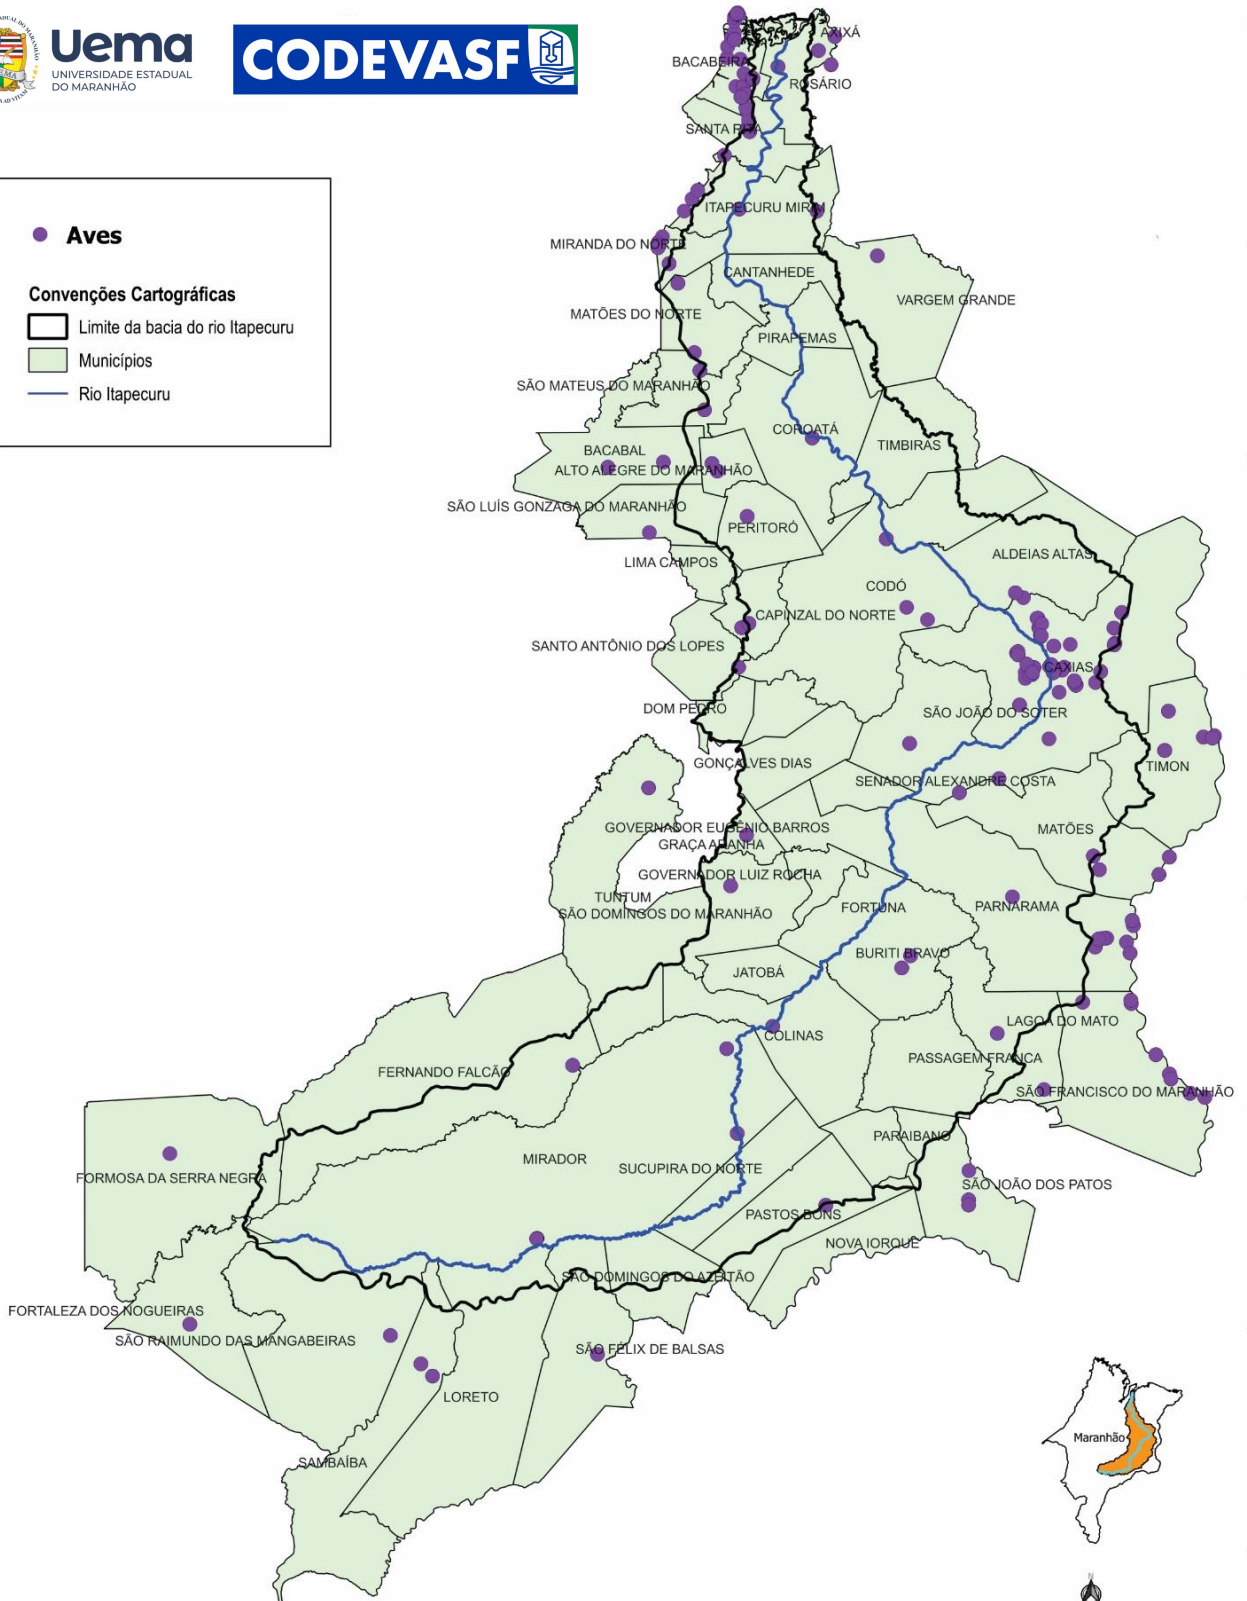 Uema
UNIVERSIDADE ESTADUAL
DO MARANHÃO
CODEVASF
Aves
Convenções Cartográficas
Limite da bacia do rio Itapecuru
Municípios
Rio Itapecuru
AXIXÁ
BACABEIRA
ROSÁRIO
SANTA RITA
ITAPECURU MIRIM
MIRANDA DO NORTE
CANTANHEDE
VARGEM GRANDE
MATÕES DO NORTE
PIRAPEMAS
SÃO MATEUS DO MARANHÃO
COROATÁ
TIMBIRAS
BACABAL
ALTO ALEGRE DO MARANHÃO
SÃO LUÍS GONZAGA DO MARANHÃO
PERITORÓ
ALDEIAS ALTAS
LIMA CAMPOS
CODÓ
CAPINZAL DO NORTE
SANTO ANTÔNIO DOS LOPES
CAXIAS
DOM PEDRO
SÃO JOÃO DO SOTER
GONÇALVES DIAS
TIMON
SENADOR ALEXANDRE COSTA
GOVERNADOR EUGÊNIO BARROS
MATÕES
GRAÇA ARANHA
GOVERNADOR LUIZ ROCHA
TUNTUM
FORTUNA
PARNARAMA
SÃO DOMINGOS DO MARANHÃO
BURITI BRAVO
JATOBÁ
LAGOA DO MATO
COLINAS
PASSAGEM FRANCA
FERNANDO FALCÃO
SÃO FRANCISCO DO MARANHÃO
PARAIBANO
MIRADOR
SUCUPIRA DO NORTE
FORMOSA DA SERRA NEGRA
SÃO JOÃO DOS PATOS
PASTOS BONS
NOVA IORQUE
SÃO DOMINGOS DO AZEITÃO
FORTALEZA DOS NOGUEIRAS
SÃO RAIMUNDO DAS MANGABEIRAS
SÃO FÉLIX DE BALSAS
LORETO
SAMBAÍBA
Maranhão
N